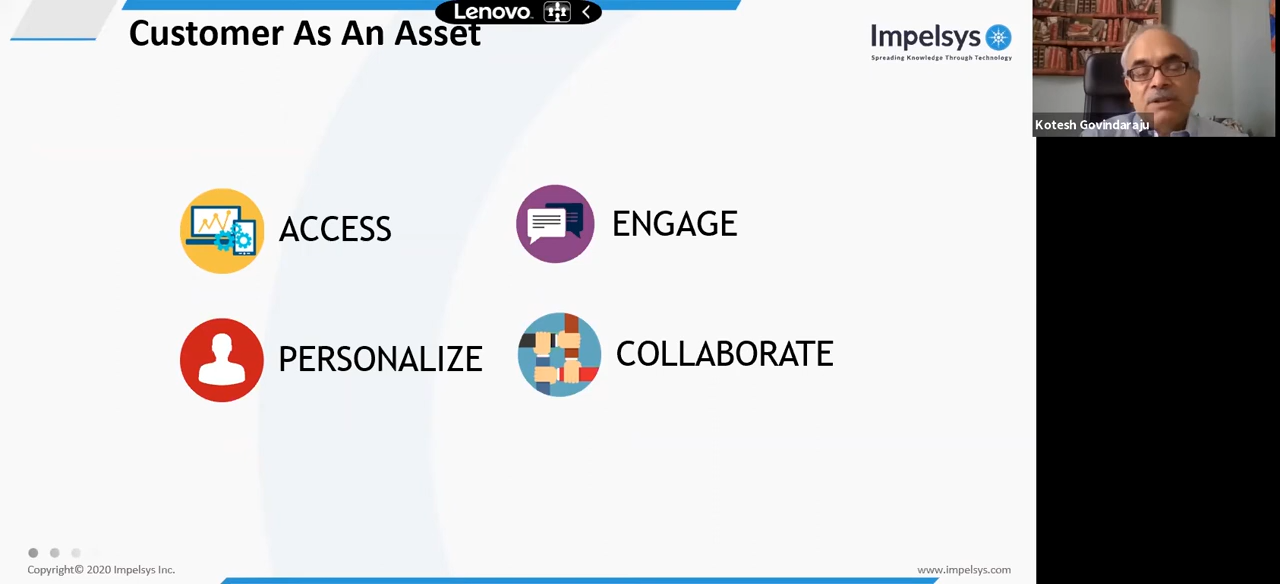 Lenovo
Customer As An Asset
Impelsys
Spreading Knowledge Through Technology
Kotesh Govindaraju
ACCESS
ENGAGE
PERSONALIZE
COLLABORATE
Copyright© 2020 Impelsys Inc.
www.impelsys.com